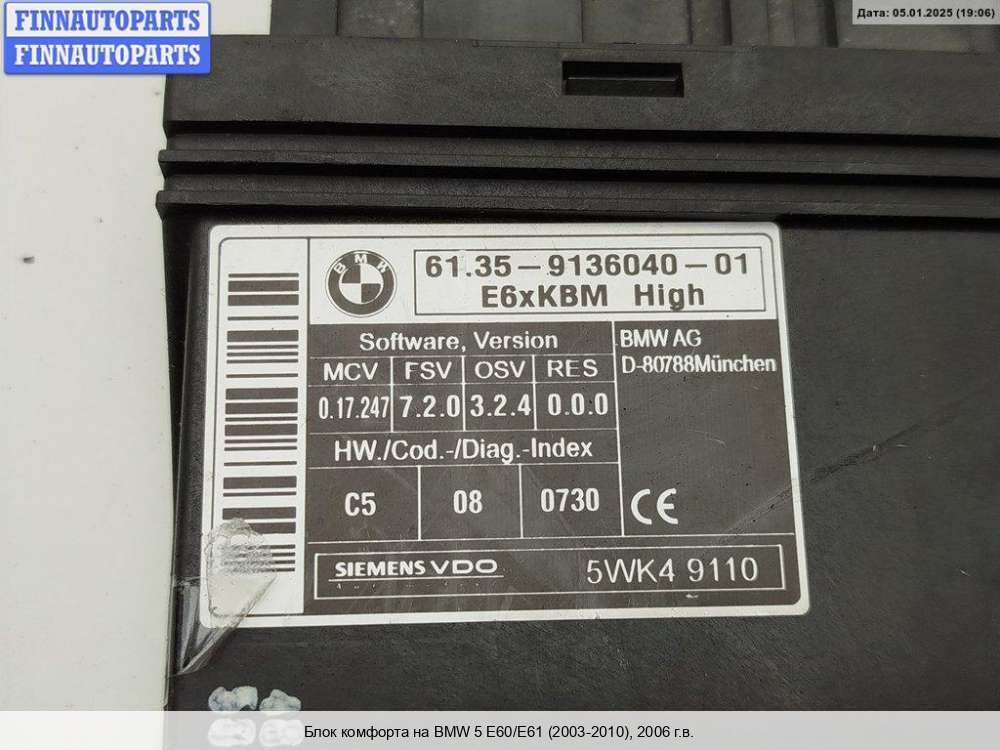 FINNAUTOPARTS
FINNAUTOPARTS
Дата: 05.01.2025 (19:06)
BMW
61.35-9136040-01
E6xKBM High
Software, Version
BMW AG
D-80788München
MCV FSV OSV RES
0.17.247 7.2.0 3.2.4 0.0.0
HW./Cod.-/Diag.-Index
C5 08 0730
CE
SIEMENS VDO
5WK4 9110
Блок комфорта на BMW 5 E60/E61 (2003-2010), 2006 г.в.